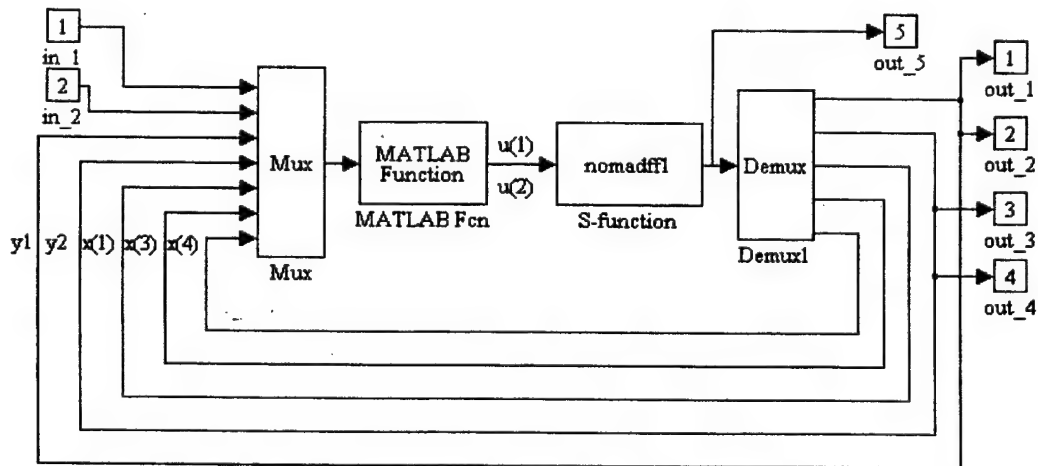 1
in_1
2
in_2
Mux
Mux
MATLAB
Function
MATLAB Fcn
u(1)
u(2)
nomadff1
S-function
Demux
Demux1
5
out_5
1
out_1
2
out_2
3
out_3
4
out_4
y1 y2 x(1) x(3) x(4)